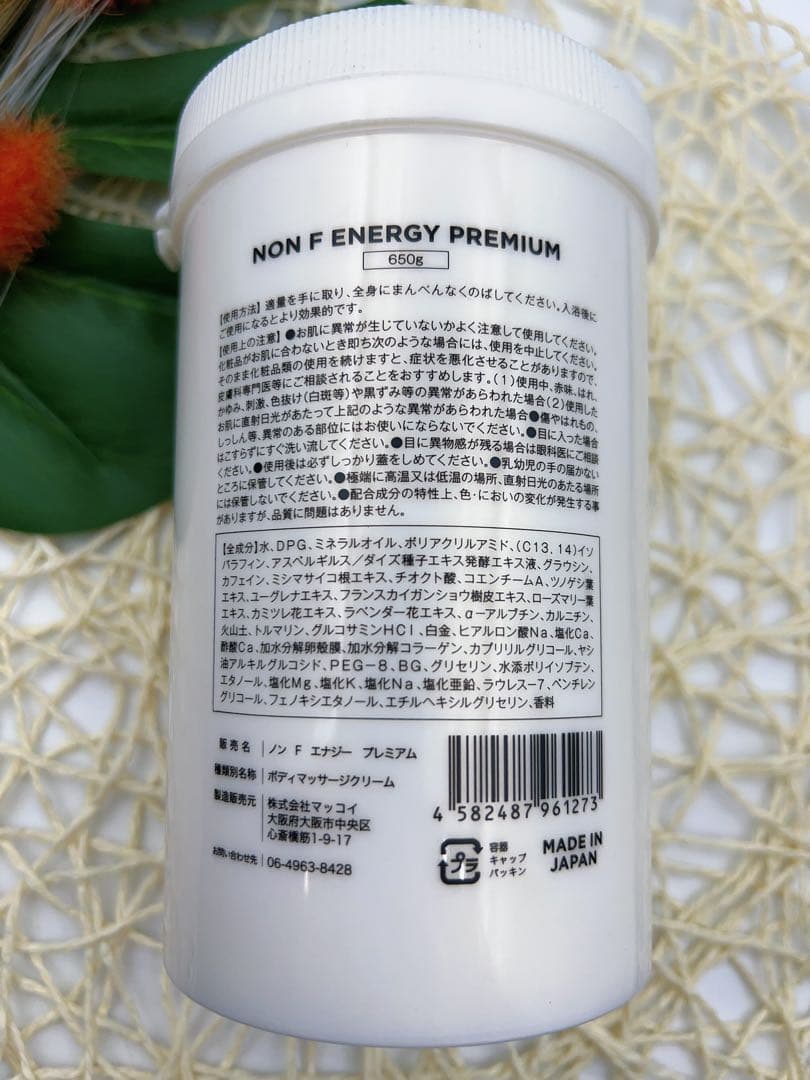 NON F ENERGY PREMIUM
650g
【使用方法】 適量を手に取り、全身にまんべんなくのばしてください。入浴後に
ご使用になるとより効果的です。
【使用上の注意】 ●お肌に異常が生じていないかよく注意して使用してください。
化粧品がお肌に合わないとき即ち次のような場合には、使用を中止してください。
そのまま化粧品類の使用を続けますと、症状を悪化させることがありますので、
皮膚科専門医等にご相談されることをおすすめします。(1)使用中、赤味、はれ、
かゆみ、刺激、色抜け(白斑等)や黒ずみ等の異常があらわれた場合(2)使用した
お肌に直射日光があたって上記のような異常があらわれた場合●傷やはれもの、
しっしん等、異常のある部位にはお使いにならないでください。●目に入った場合
はこすらずにすぐ洗い流してください。●目に異物感が残る場合は眼科医にご相談
ください。●使用後は必ずしっかり蓋をしめてください。●乳幼児の手の届かない
ところに保管してください。●極端に高温又は低温の場所、直射日光のあたる場所
には保管しないでください。●配合成分の特性上、色・においの変化が発生する事
がありますが、品質に問題はありません。
【全成分】水、DPG、ミネラルオイル、ポリアクリルアミド、(C13,14)イソ
パラフィン、アスペルギルス/ダイズ種子エキス発酵エキス液、グラウシン、
カフェイン、ミシマサイコ根エキス、チオクト酸、コエンチームA、ツノゲシ葉
エキス、ユーグレナエキス、フランスカイガンショウ樹皮エキス、ローズマリー葉
エキス、カミツレ花エキス、ラベンダー花エキス、α-アルブチン、カルニチン、
火山土、トルマリン、グルコサミンHCl、白金、ヒアルロン酸Na、塩化Ca、
酢酸Ca、加水分解卵殻膜、加水分解コラーゲン、カプリリルグリコール、ヤシ
油アルキルグルコシド、PEG-8、BG、グリセリン、水添ポリイソブテン、
エタノール、塩化Mg、塩化K、塩化Na、塩化亜鉛、ラウレス-7、ペンチレン
グリコール、フェノキシエタノール、エチルヘキシルグリセリン、香料
販売名 ノン F エナジー プレミアム
種類別名称 ボディマッサージクリーム
製造販売元 株式会社マッコイ
大阪府大阪市中央区
心斎橋筋1-9-17
お問い合わせ先 06-4963-8428
4 582487 961273
プラ
容器
キャップ
パッキン
MADE IN
JAPAN